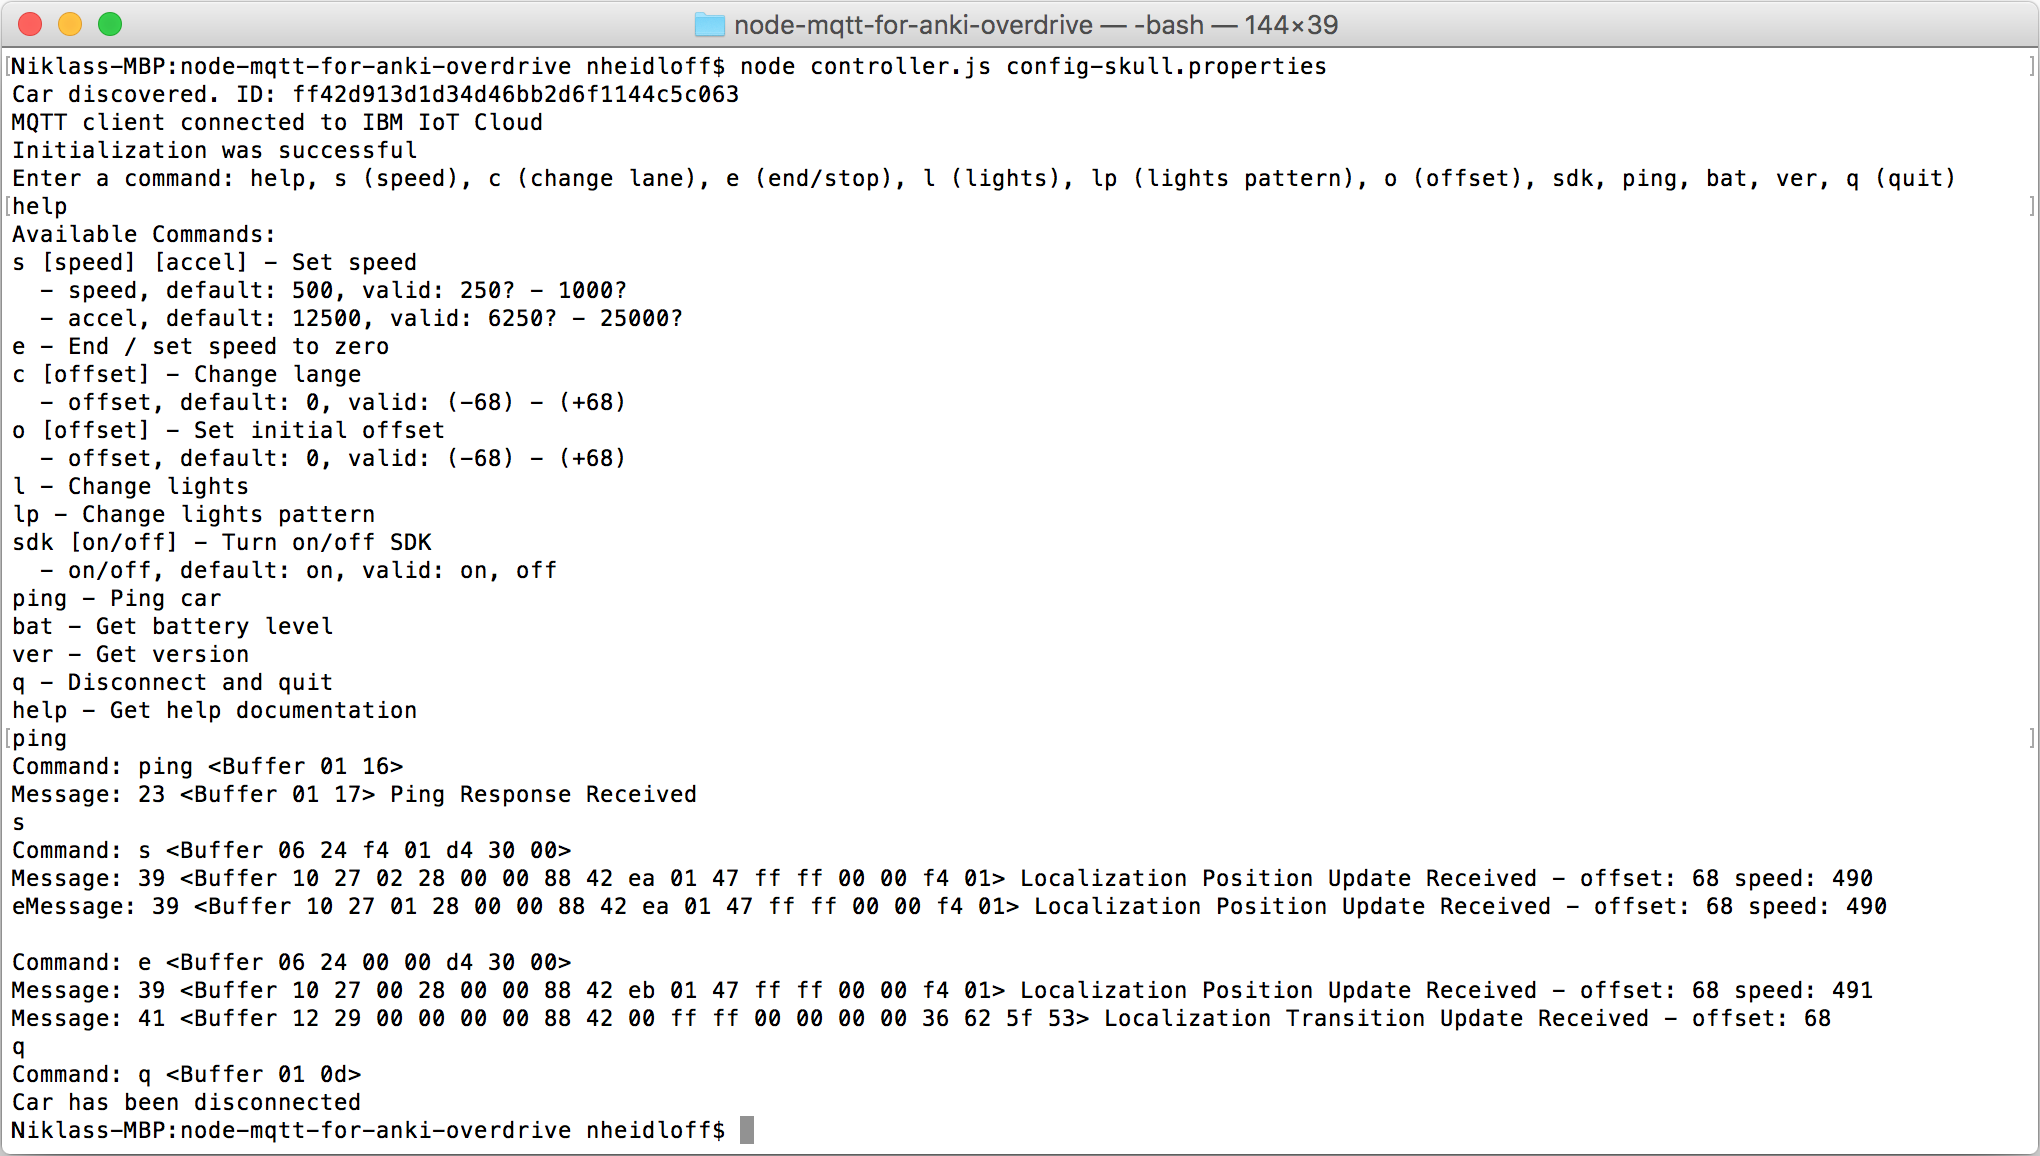 node-mqtt-for-anki-overdrive — -bash — 144×39
Niklass-MBP:node-mqtt-for-anki-overdrive nheidloff$ node controller.js config-skull.properties
Car discovered. ID: ff42d913d1d34d46bb2d6f1144c5c063
MQTT client connected to IBM IoT Cloud
Initialization was successful
Enter a command: help, s (speed), c (change lane), e (end/stop), l (lights), lp (lights pattern), o (offset), sdk, ping, bat, ver, q (quit)
help
Available Commands:
s [speed] [accel] - Set speed
  - speed, default: 500, valid: 250? - 1000?
  - accel, default: 12500, valid: 6250? - 25000?
e - End / set speed to zero
c [offset] - Change lange
  - offset, default: 0, valid: (-68) - (+68)
o [offset] - Set initial offset
  - offset, default: 0, valid: (-68) - (+68)
l - Change lights
lp - Change lights pattern
sdk [on/off] - Turn on/off SDK
  - on/off, default: on, valid: on, off
ping - Ping car
bat - Get battery level
ver - Get version
q - Disconnect and quit
help - Get help documentation
ping
Command: ping <Buffer 01 16>
Message: 23 <Buffer 01 17> Ping Response Received
s
Command: s <Buffer 06 24 f4 01 d4 30 00>
Message: 39 <Buffer 10 27 02 28 00 00 88 42 ea 01 47 ff ff 00 00 f4 01> Localization Position Update Received - offset: 68 speed: 490
eMessage: 39 <Buffer 10 27 01 28 00 00 88 42 ea 01 47 ff ff 00 00 f4 01> Localization Position Update Received - offset: 68 speed: 490
Command: e <Buffer 06 24 00 00 d4 30 00>
Message: 39 <Buffer 10 27 00 28 00 00 88 42 eb 01 47 ff ff 00 00 f4 01> Localization Position Update Received - offset: 68 speed: 491
Message: 41 <Buffer 12 29 00 00 00 00 88 42 00 ff ff 00 00 00 00 36 62 5f 53> Localization Transition Update Received - offset: 68
q
Command: q <Buffer 01 0d>
Car has been disconnected
Niklass-MBP:node-mqtt-for-anki-overdrive nheidloff$